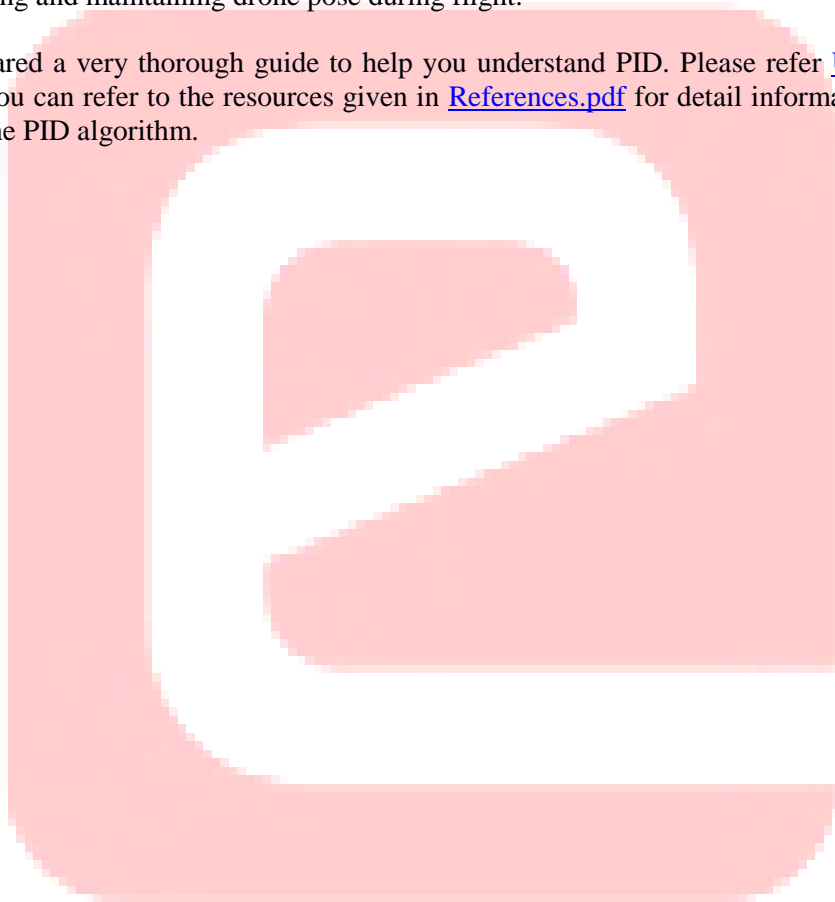 ng and maintaining drone pose during flight.
ared a very thorough guide to help you understand PID. Please refer
ou can refer to the resources given in References.pdf for detail informa
he PID algorithm.